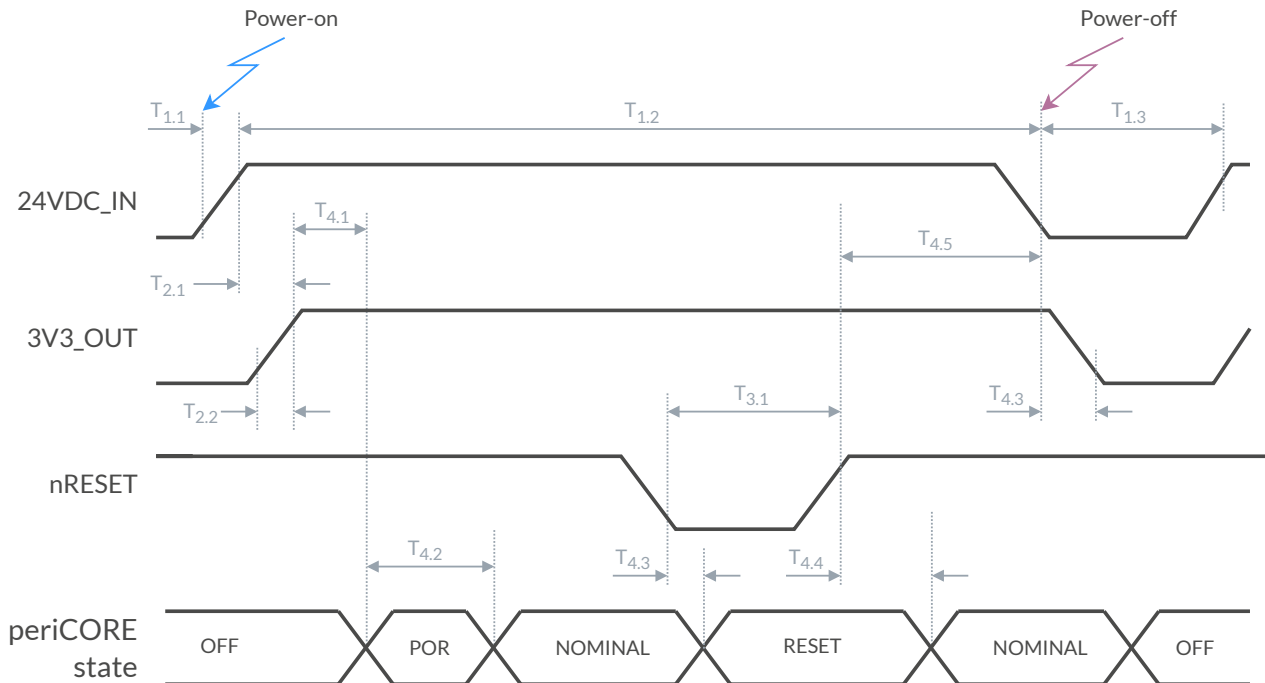 Power-on
Power-off
T1.1
T1.2
T1.3
24VDC_IN
T4.1
T4.5
T2.1
3V3_OUT
T2.2
T3.1
T4.3
nRESET
T4.2
T4.3
T4.4
periCORE
state
OFF
POR
NOMINAL
RESET
NOMINAL
OFF